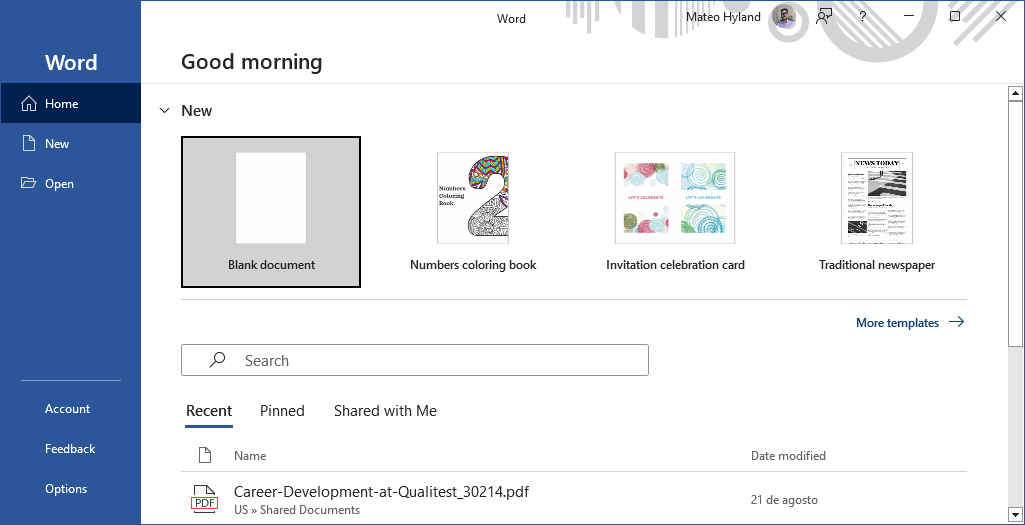 Word
Mateo Hyland
?
Word
Good morning
Home
New
Open
New
Numbers
Coloring
Book
2
LET'S CELEBRATE
LET'S CELEBRATE
NEWS TODAY
Blank document
Numbers coloring book
Invitation celebration card
Traditional newspaper
More templates
Search
Recent
Pinned
Shared with Me
Account
Feedback
Options
Name
Date modified
PDF
Career-Development-at-Qualitest_30214.pdf
US » Shared Documents
21 de agosto